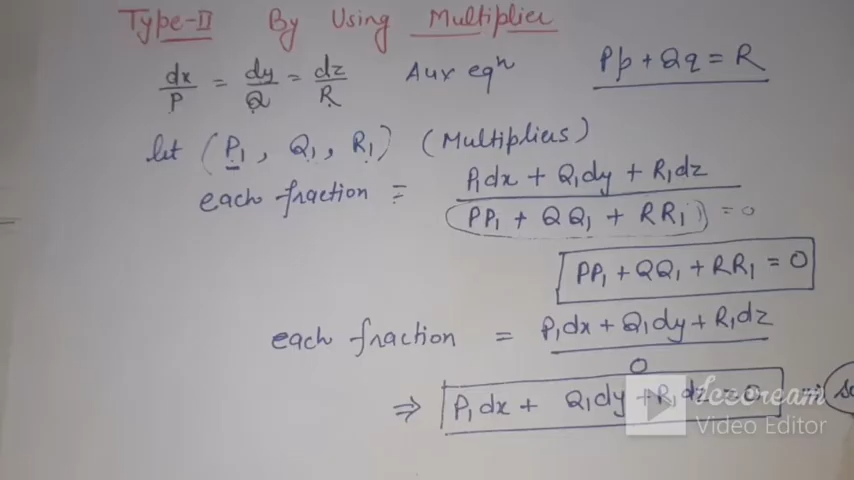 Type-II By Using Multiplier
dx/P = dy/Q = dz/R Aux eqn Pp + Qq = R
let (P1, Q1, R1) (Multipliers)
each fraction = P1dx + Q1dy + R1dz / PP1 + QQ1 + RR1 = 0
PP1 + QQ1 + RR1 = 0
each fraction = P1dx + Q1dy + R1dz / 0
⇒ P1dx + Q1dy + R1dz = 0
Icecream
Video Editor